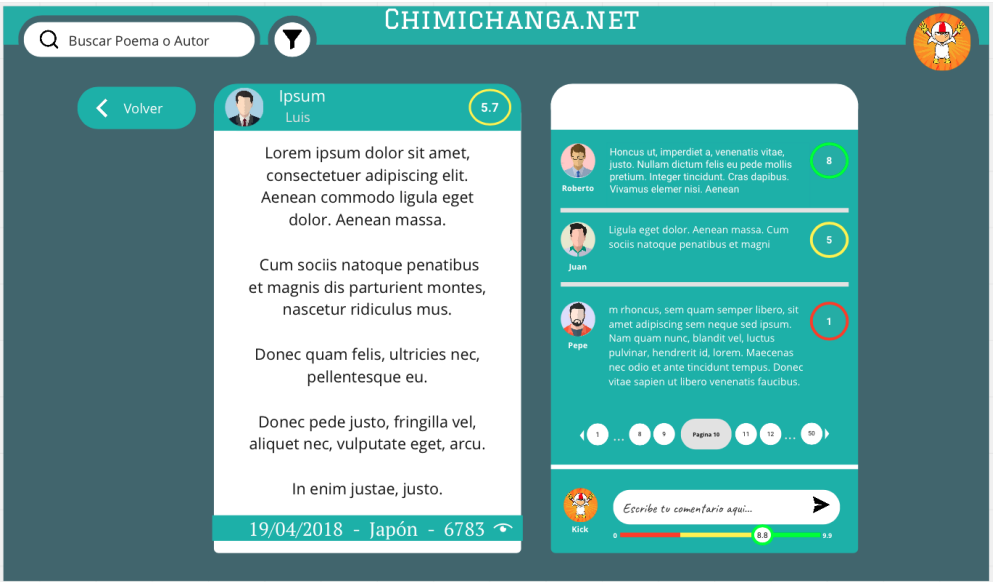 CHIMICHANGA.NET
Buscar Poema o Autor
Volver
Ipsum
Luis
5.7
Lorem ipsum dolor sit amet,
consectetuer adipiscing elit.
Aenean commodo ligula eget
dolor. Aenean massa.
Cum sociis natoque penatibus
et magnis dis parturient montes,
nascetur ridiculus mus.
Donec quam felis, ultricies nec,
pellentesque eu.
Donec pede justo, fringilla vel,
aliquet nec, vulputate eget, arcu.
In enim justae, justo.
19/04/2018 - Japón - 6783
Honcus ut, imperdiet a, venenatis vitae,
justo. Nullam dictum felis eu pede mollis
pretium. Integer tincidunt. Cras dapibus.
Vivamus elemer nisi. Aenean
Roberto
8
Ligula eget dolor. Aenean massa. Cum
sociis natoque penatibus et magni
Juan
5
m rhoncus, sem quam semper libero, sit
amet adipiscing sem neque sed ipsum.
Nam quam nunc, blandit vel, luctus
pulvinar, hendrerit id, lorem. Maecenas
nec odio et ante tincidunt tempus. Donec
vitae sapien ut libero venenatis faucibus.
Pepe
1
1 ... 8 9 Pagina 10 11 12 ... 50
Escribe tu comentario aqui...
Kick
0 8.8 9.9